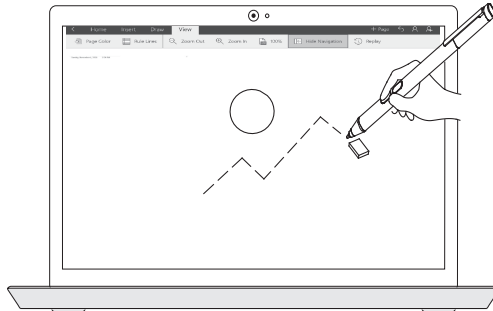 Home Insert Draw View + Page
Page Color Rule Lines Zoom Out Zoom In 100% Hide Navigation Replay